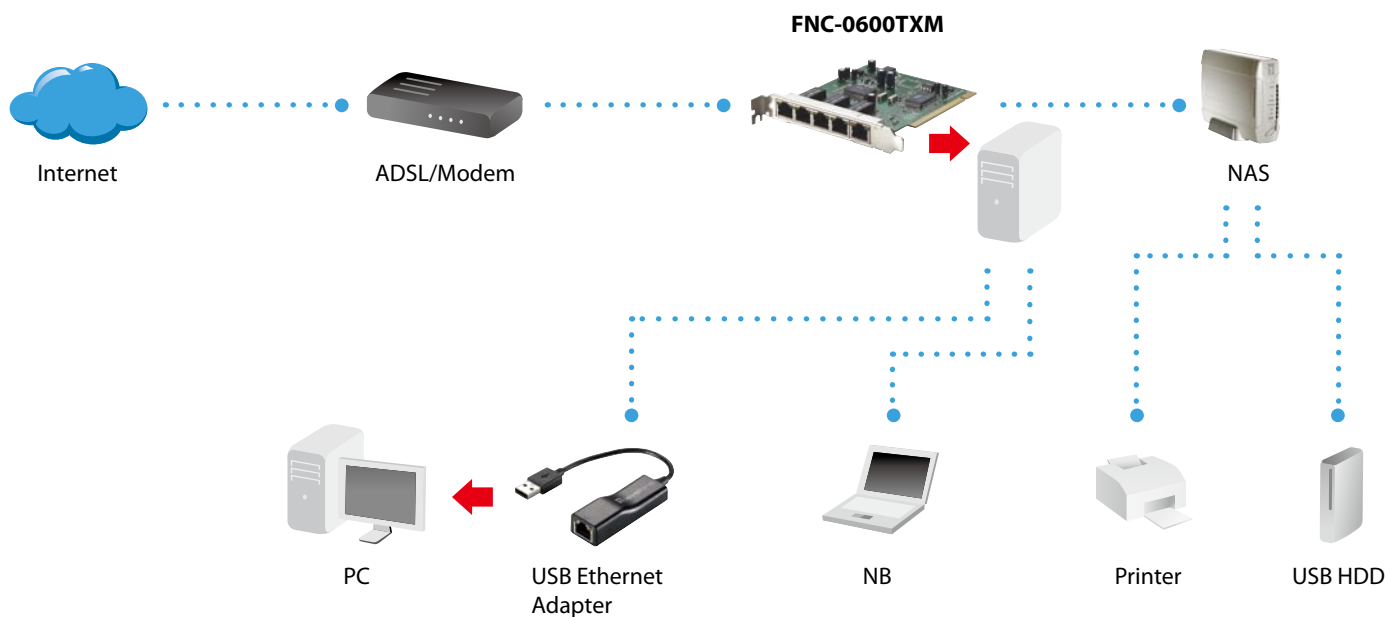 FNC-0600TXM
Internet
ADSL/Modem
NAS
PC
USB Ethernet
Adapter
NB
Printer
USB HDD